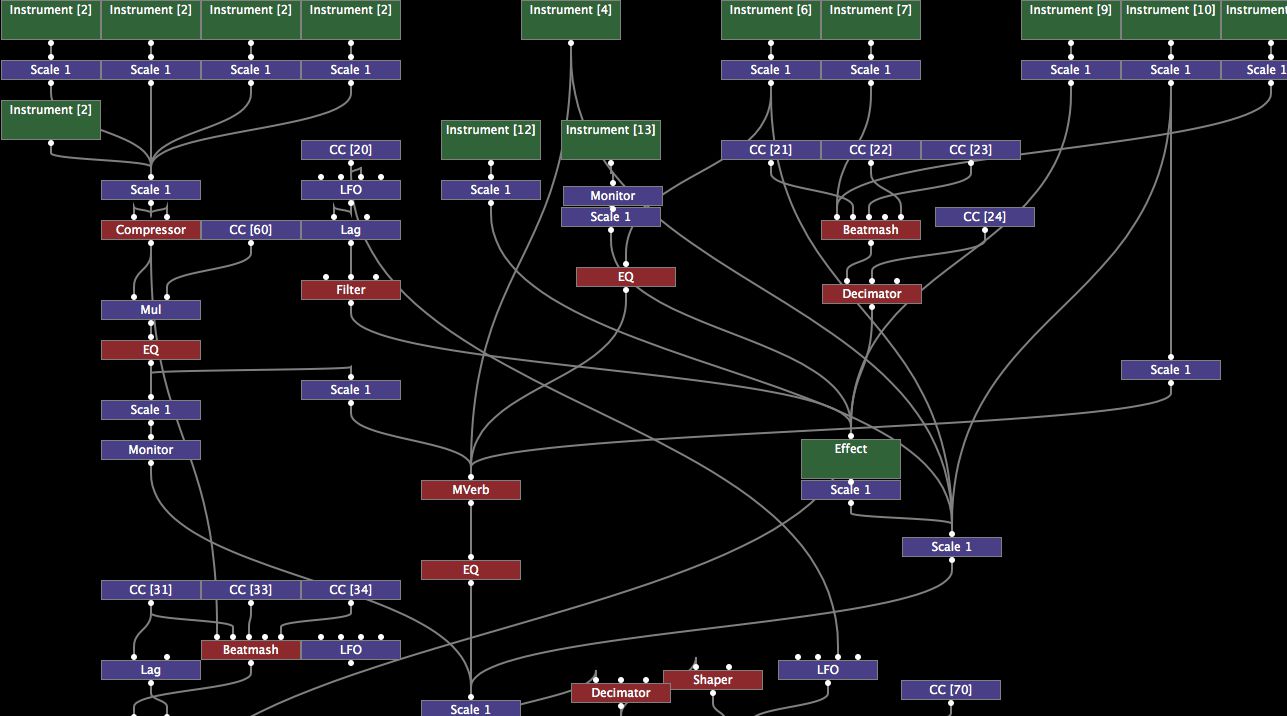 Instrument [2] Instrument [2] Instrument [2] Instrument [2] Instrument [4] Instrument [6] Instrument [7] Instrument [9] Instrument [10] Instrument
Scale 1 Scale 1 Scale 1 Scale 1 Scale 1 Scale 1 Scale 1 Scale 1 Scale 1
Instrument [2]
Instrument [12] Instrument [13]
CC [20] CC [21] CC [22] CC [23]
Scale 1 LFO Scale 1 Monitor
Scale 1 CC [24]
Compressor CC [60] Lag Beatmash
EQ
Filter Decimator
Mul
EQ
Scale 1
Scale 1
Scale 1
Monitor Effect
MVerb Scale 1
Scale 1
EQ
CC [31] CC [33] CC [34]
Beatmash LFO
Lag LFO
Shaper
Decimator CC [70]
Scale 1